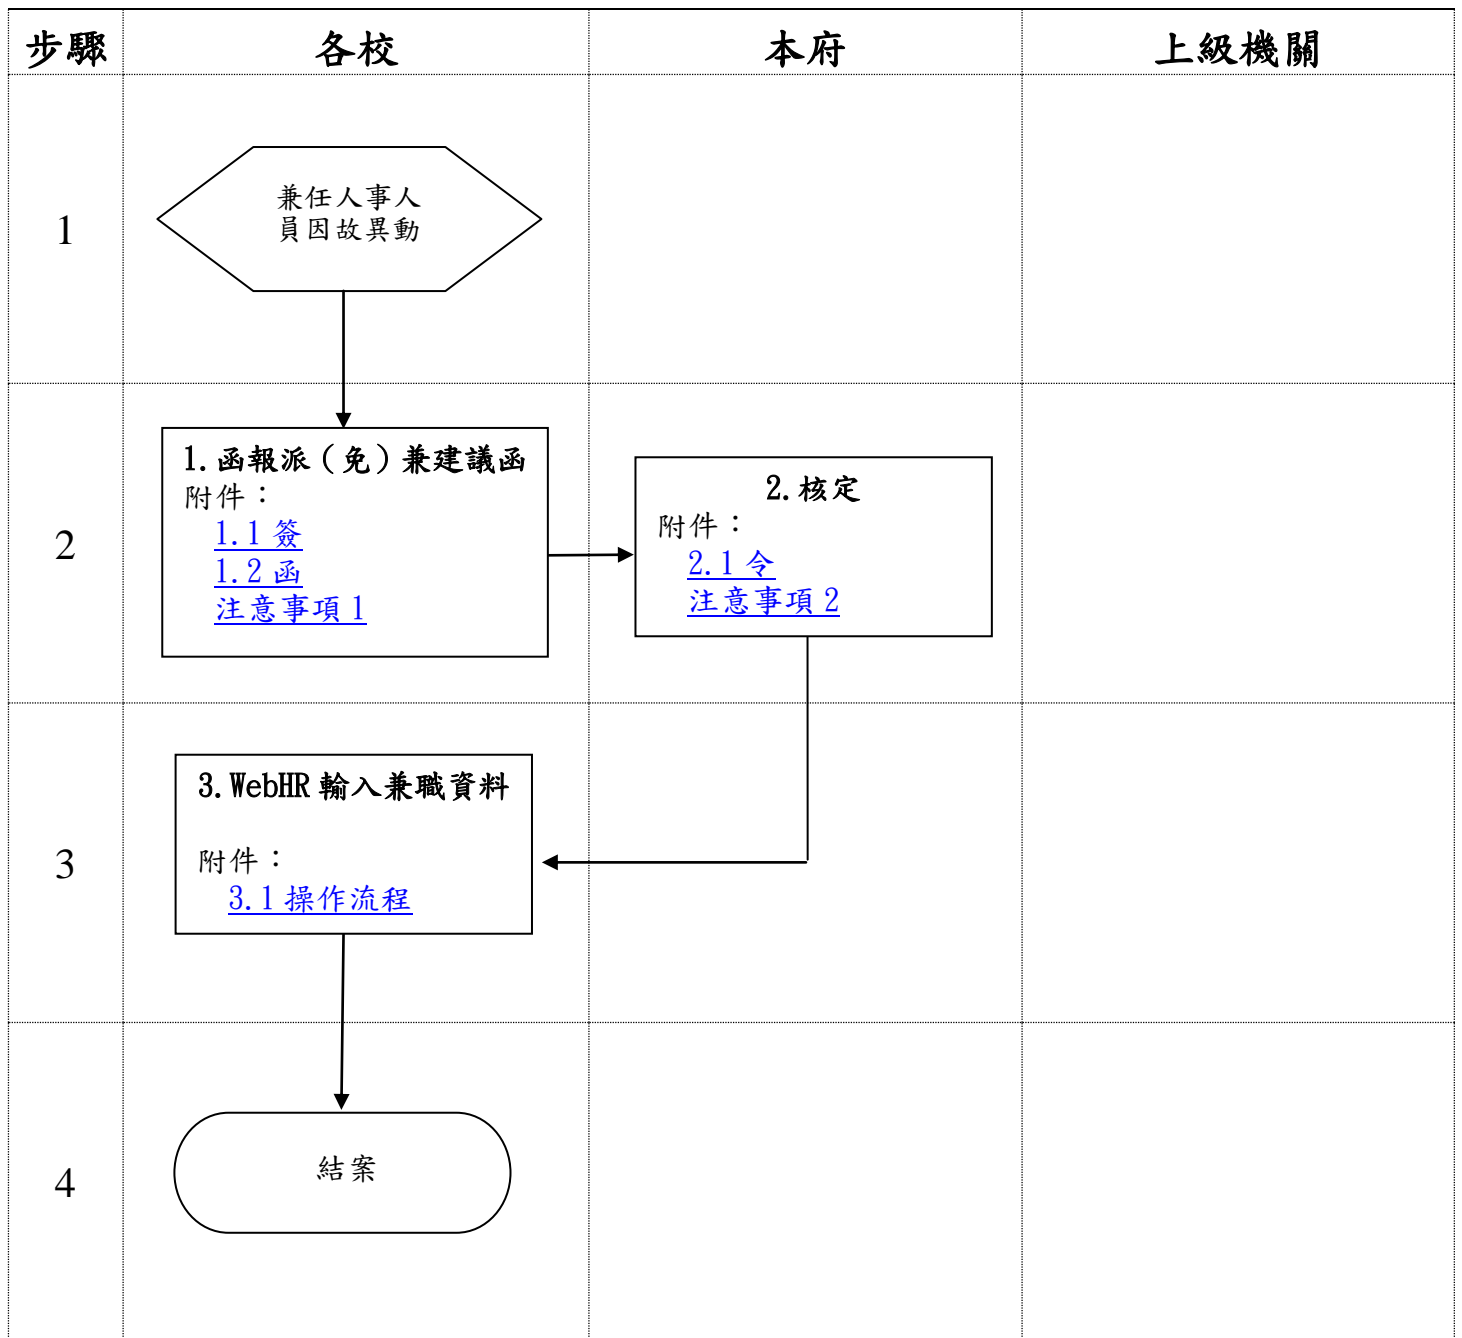 步驟 各校 本府 上級機關
1
兼任人事人
員因故異動
2
1.函報派（免）兼建議函
附件：
1.1 簽
1.2 函
注意事項 1
2.核定
附件：
2.1 令
注意事項 2
3
3.WebHR 輸入兼職資料
附件：
3.1 操作流程
4
結案